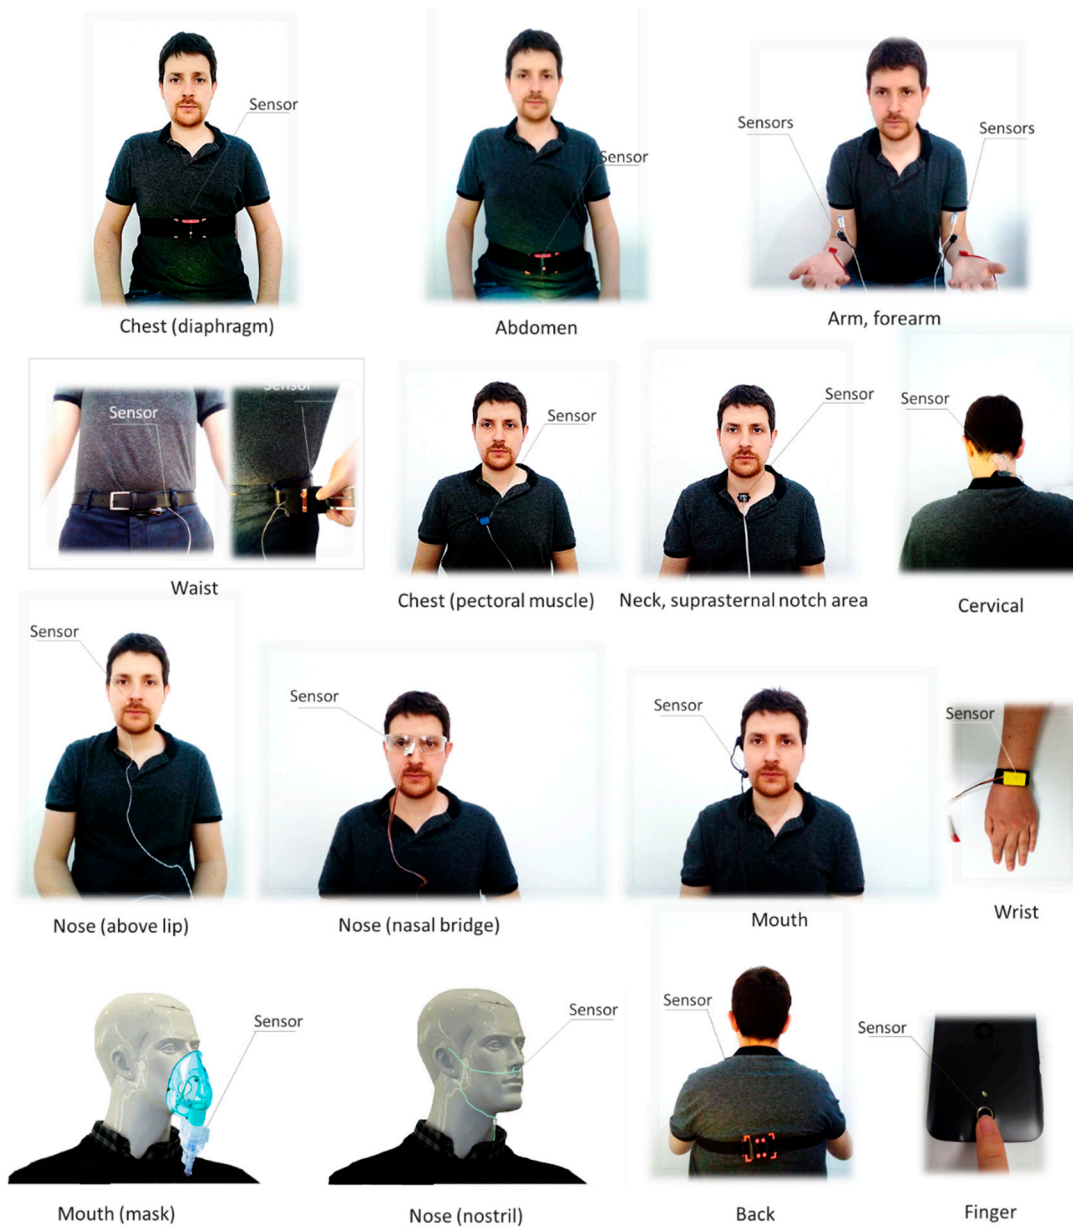 Sensor
Sensor
Sensors
Sensors
Chest (diaphragm)
Abdomen
Arm, forearm
Sensor
Sensor
Sensor
Sensor
Sensor
Waist
Chest (pectoral muscle)
Neck, suprasternal notch area
Cervical
Sensor
Sensor
Sensor
Sensor
Nose (above lip)
Nose (nasal bridge)
Mouth
Wrist
Sensor
Sensor
Sensor
Sensor
Mouth (mask)
Nose (nostril)
Back
Finger